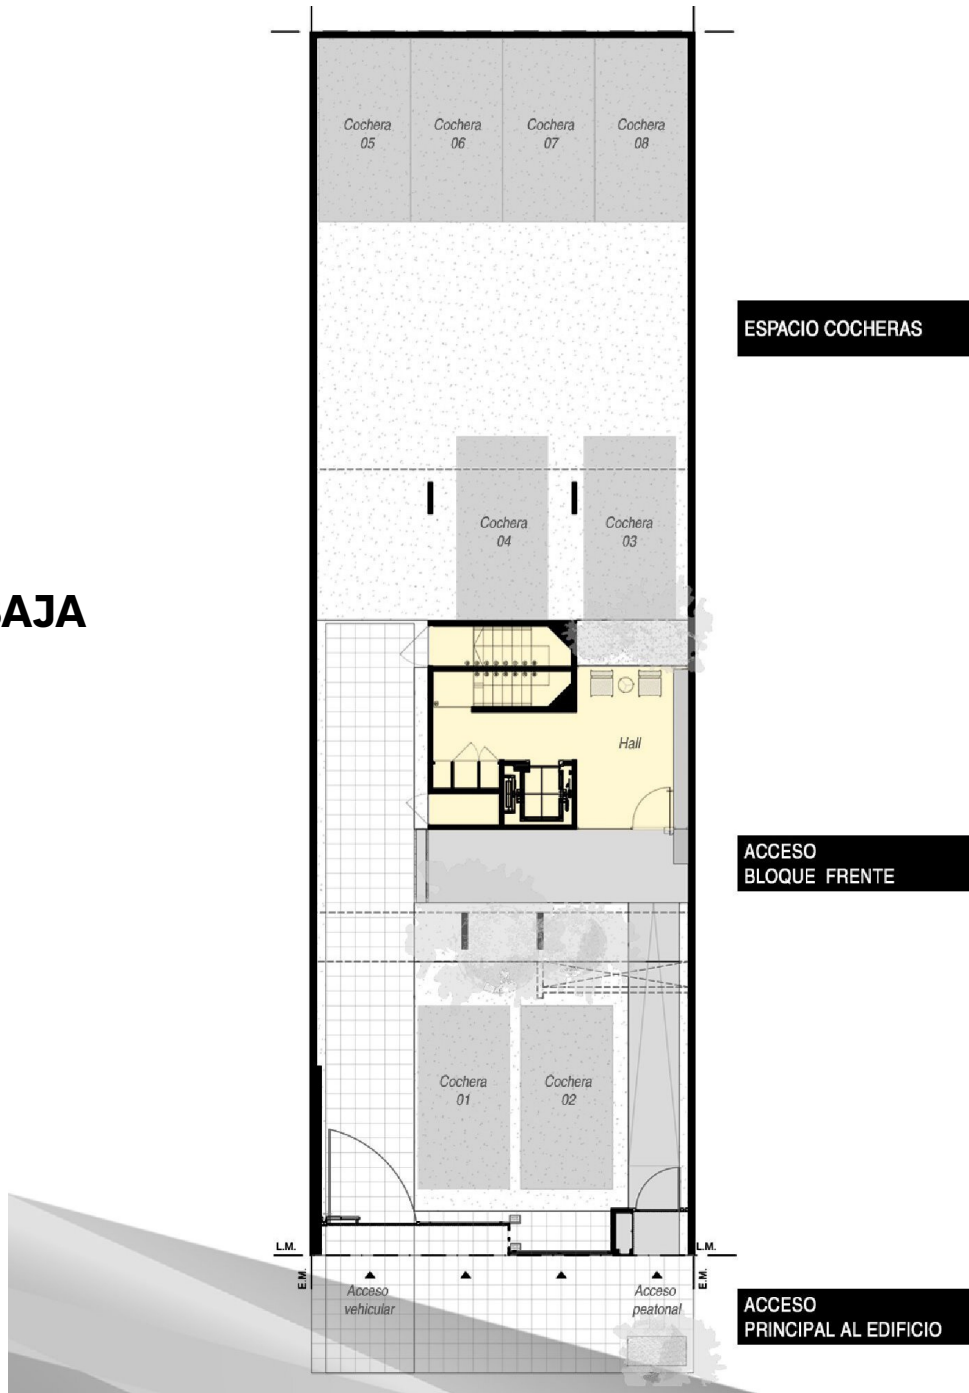 Cochera
05
Cochera
06
Cochera
07
Cochera
08
ESPACIO COCHERAS
Cochera
04
Cochera
03
BAJA
Hall
ACCESO
BLOQUE FRENTE
Cochera
01
Cochera
02
L.M.
L.M.
E.M.
E.M.
Acceso
vehicular
Acceso
peatonal
ACCESO
PRINCIPAL AL EDIFICIO